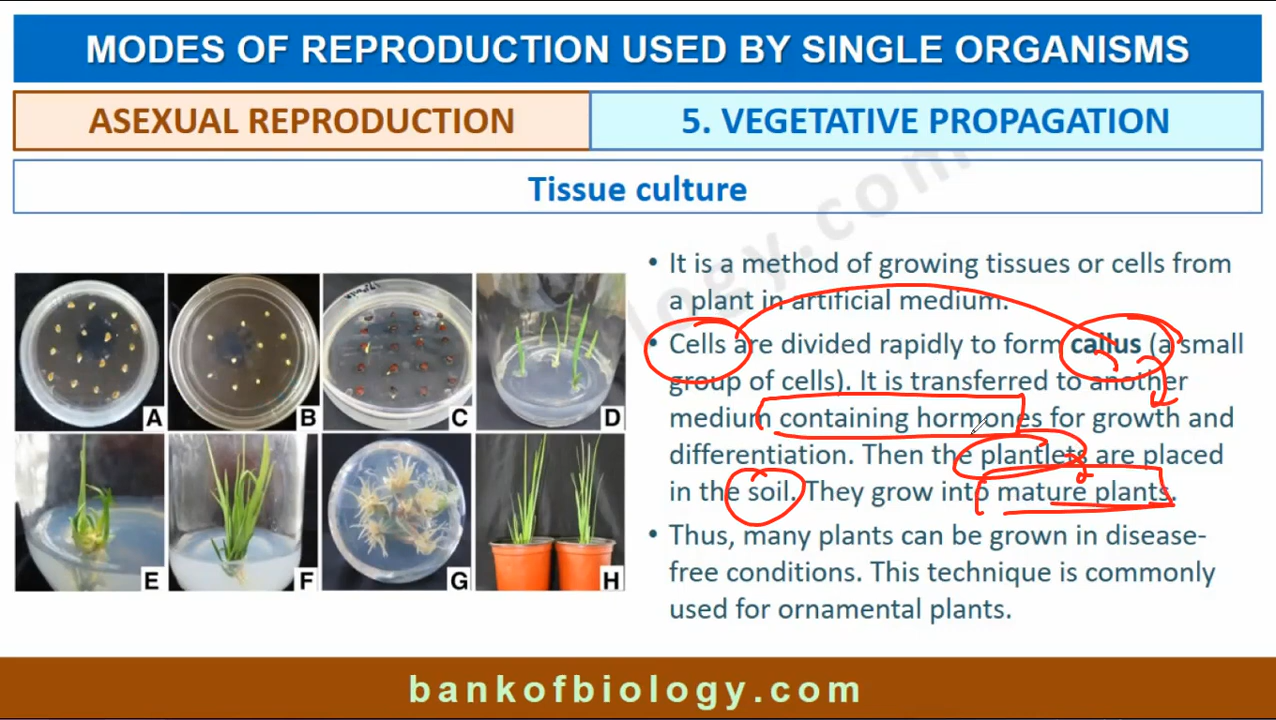 MODES OF REPRODUCTION USED BY SINGLE ORGANISMS
ASEXUAL REPRODUCTION
5. VEGETATIVE PROPAGATION
Tissue culture
A
B
C
D
E
F
G
H
• It is a method of growing tissues or cells from
a plant in artificial medium.
• Cells are divided rapidly to form callus (a small
group of cells). It is transferred to another
medium containing hormones for growth and
differentiation. Then the plantlets are placed
in the soil. They grow into mature plants.
• Thus, many plants can be grown in disease-
free conditions. This technique is commonly
used for ornamental plants.
ogy.com
bankofbiology.com